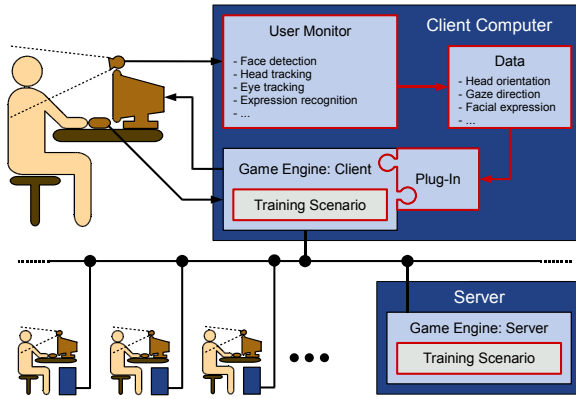 Client Computer
User Monitor
- Face detection
- Head tracking
- Eye tracking
- Expression recognition
- ...
Data
- Head orientation
- Gaze direction
- Facial expression
- ...
Game Engine: Client
Training Scenario
Plug-In
Server
Game Engine: Server
Training Scenario